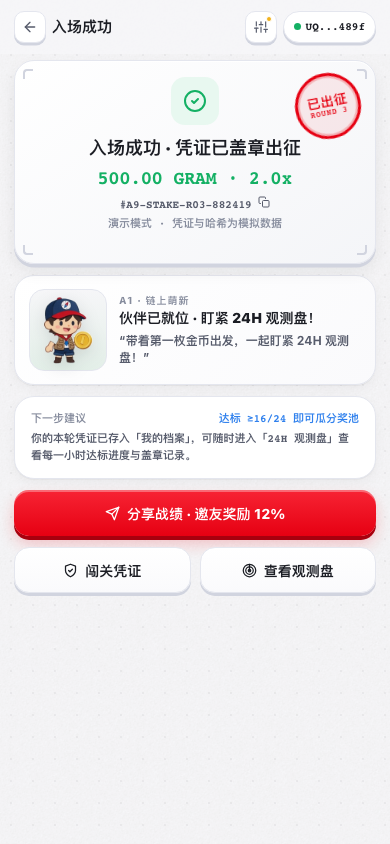 入场成功
UQ...489f
已出征
ROUND 3
入场成功 · 凭证已盖章出征
500.00 GRAM · 2.0x
#A9-STAKE-R03-882419
演示模式 · 凭证与哈希为模拟数据
A1 · 链上萌新
伙伴已就位 · 盯紧 24H 观测盘!
“带着第一枚金币出发，一起盯紧 24H 观测
盘！”
下一步建议
达标 ≥16/24 即可瓜分奖池
你的本轮凭证已存入「我的档案」，可随时进入「24H 观测盘」查
看每一小时达标进度与盖章记录。
分享战绩 · 邀友奖励 12%
闯关凭证
查看观测盘